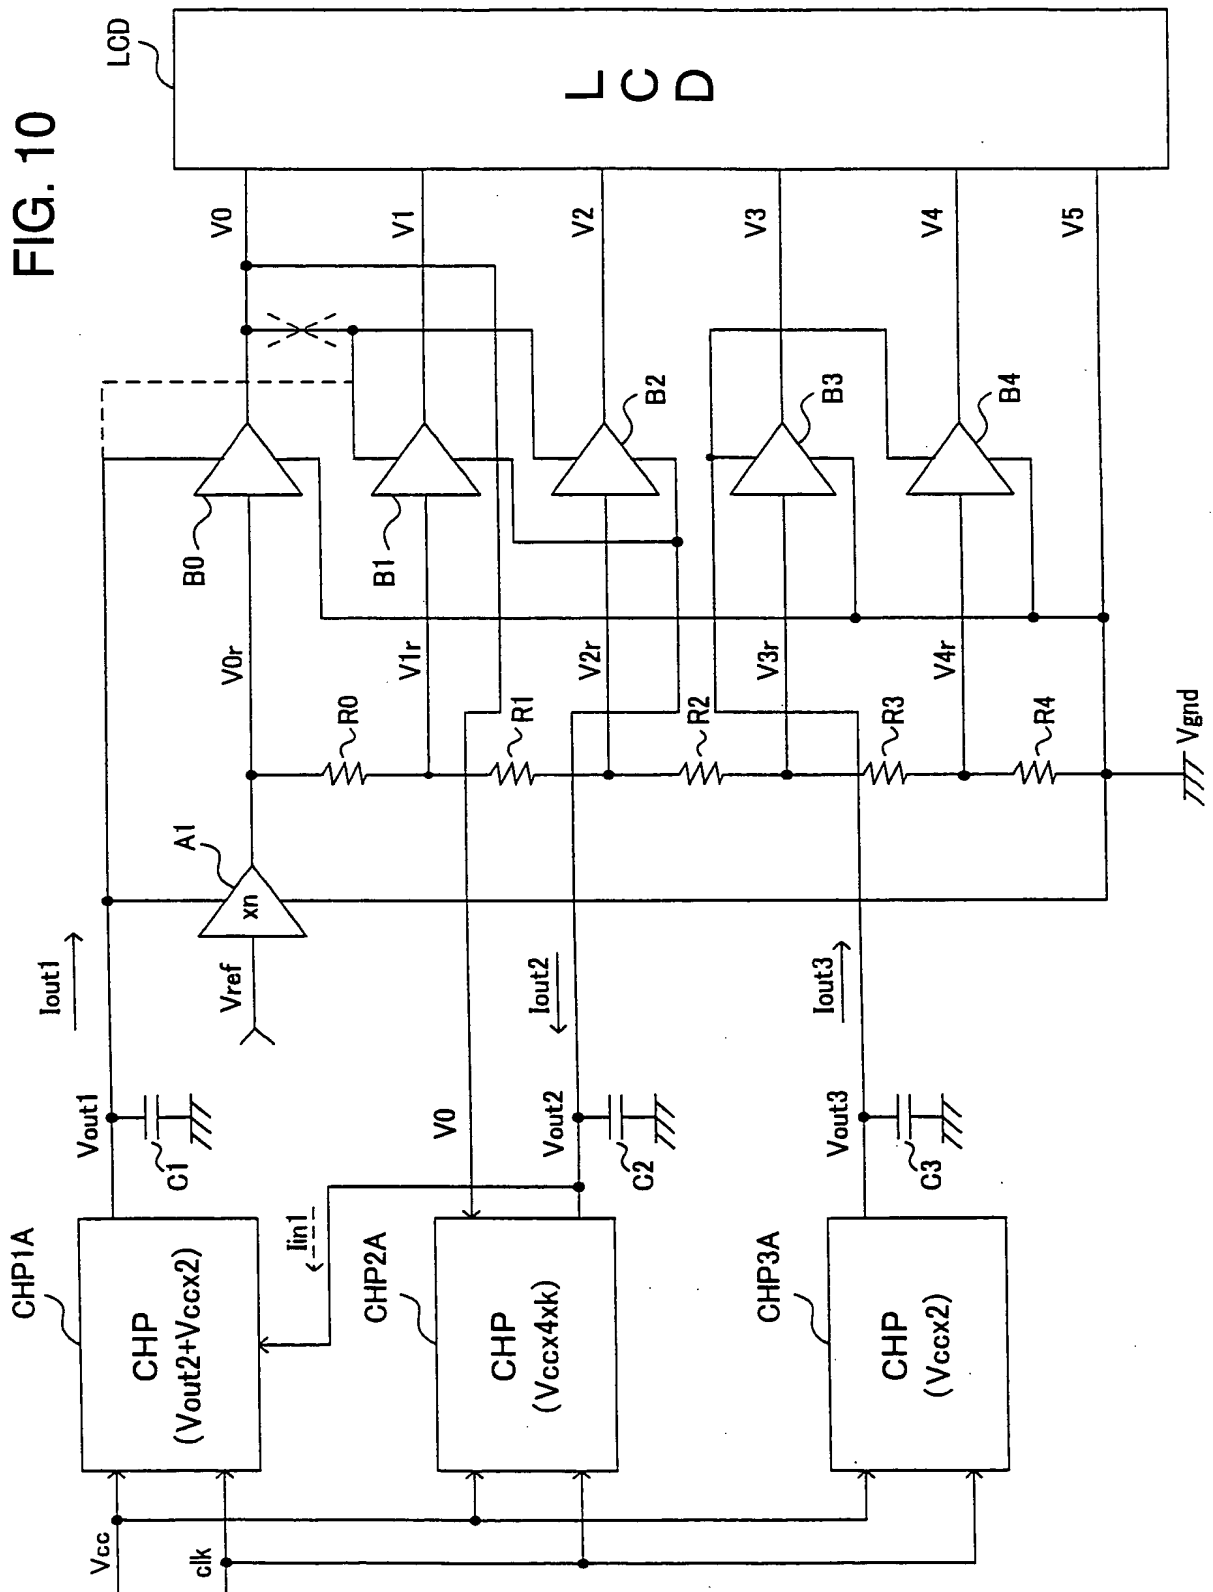 FIG. 10
LCD
LCD
V0
V1
V2
V3
V4
V5
B0
B1
B2
B3
B4
V0r
V1r
V2r
V3r
V4r
R0
R1
R2
R3
R4
Vgnd
A1
xn
Vref
Iout1
Iout2
Iout3
Vout1
V0
Vout2
Vout3
C1
C2
C3
Iin1
CHP1A
CHP
(Vout2+Vccx2)
CHP2A
CHP
(Vccx4xk)
CHP3A
CHP
(Vccx2)
Vcc
clk